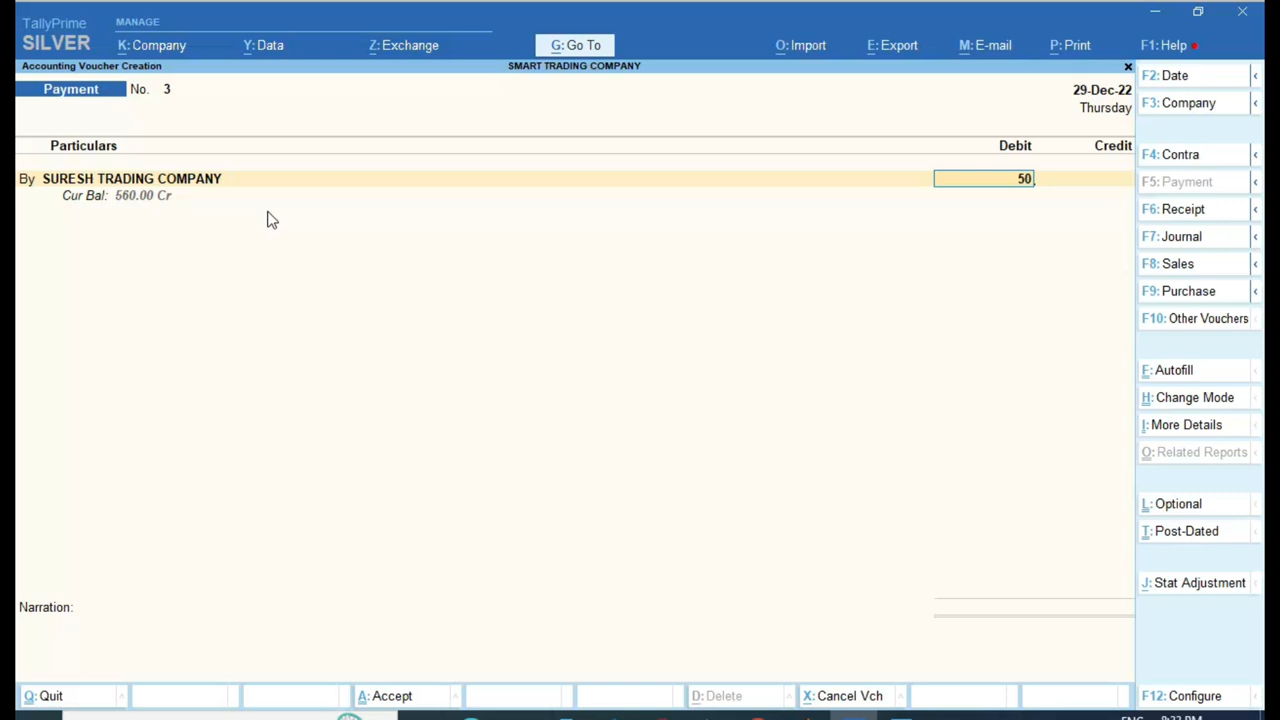 TallyPrime MANAGE
SILVER K: Company Y: Data Z: Exchange G: Go To O: Import E: Export M: E-mail P: Print F1: Help
Accounting Voucher Creation SMART TRADING COMPANY
Payment No. 3 29-Dec-22
Thursday
Particulars Debit Credit
By SURESH TRADING COMPANY 50
Cur Bal: 560.00 Cr
Narration:
Q: Quit A: Accept D: Delete X: Cancel Vch
F2: Date
F3: Company
F4: Contra
F5: Payment
F6: Receipt
F7: Journal
F8: Sales
F9: Purchase
F10: Other Vouchers
F: Autofill
H: Change Mode
I: More Details
O: Related Reports
L: Optional
T: Post-Dated
J: Stat Adjustment
F12: Configure